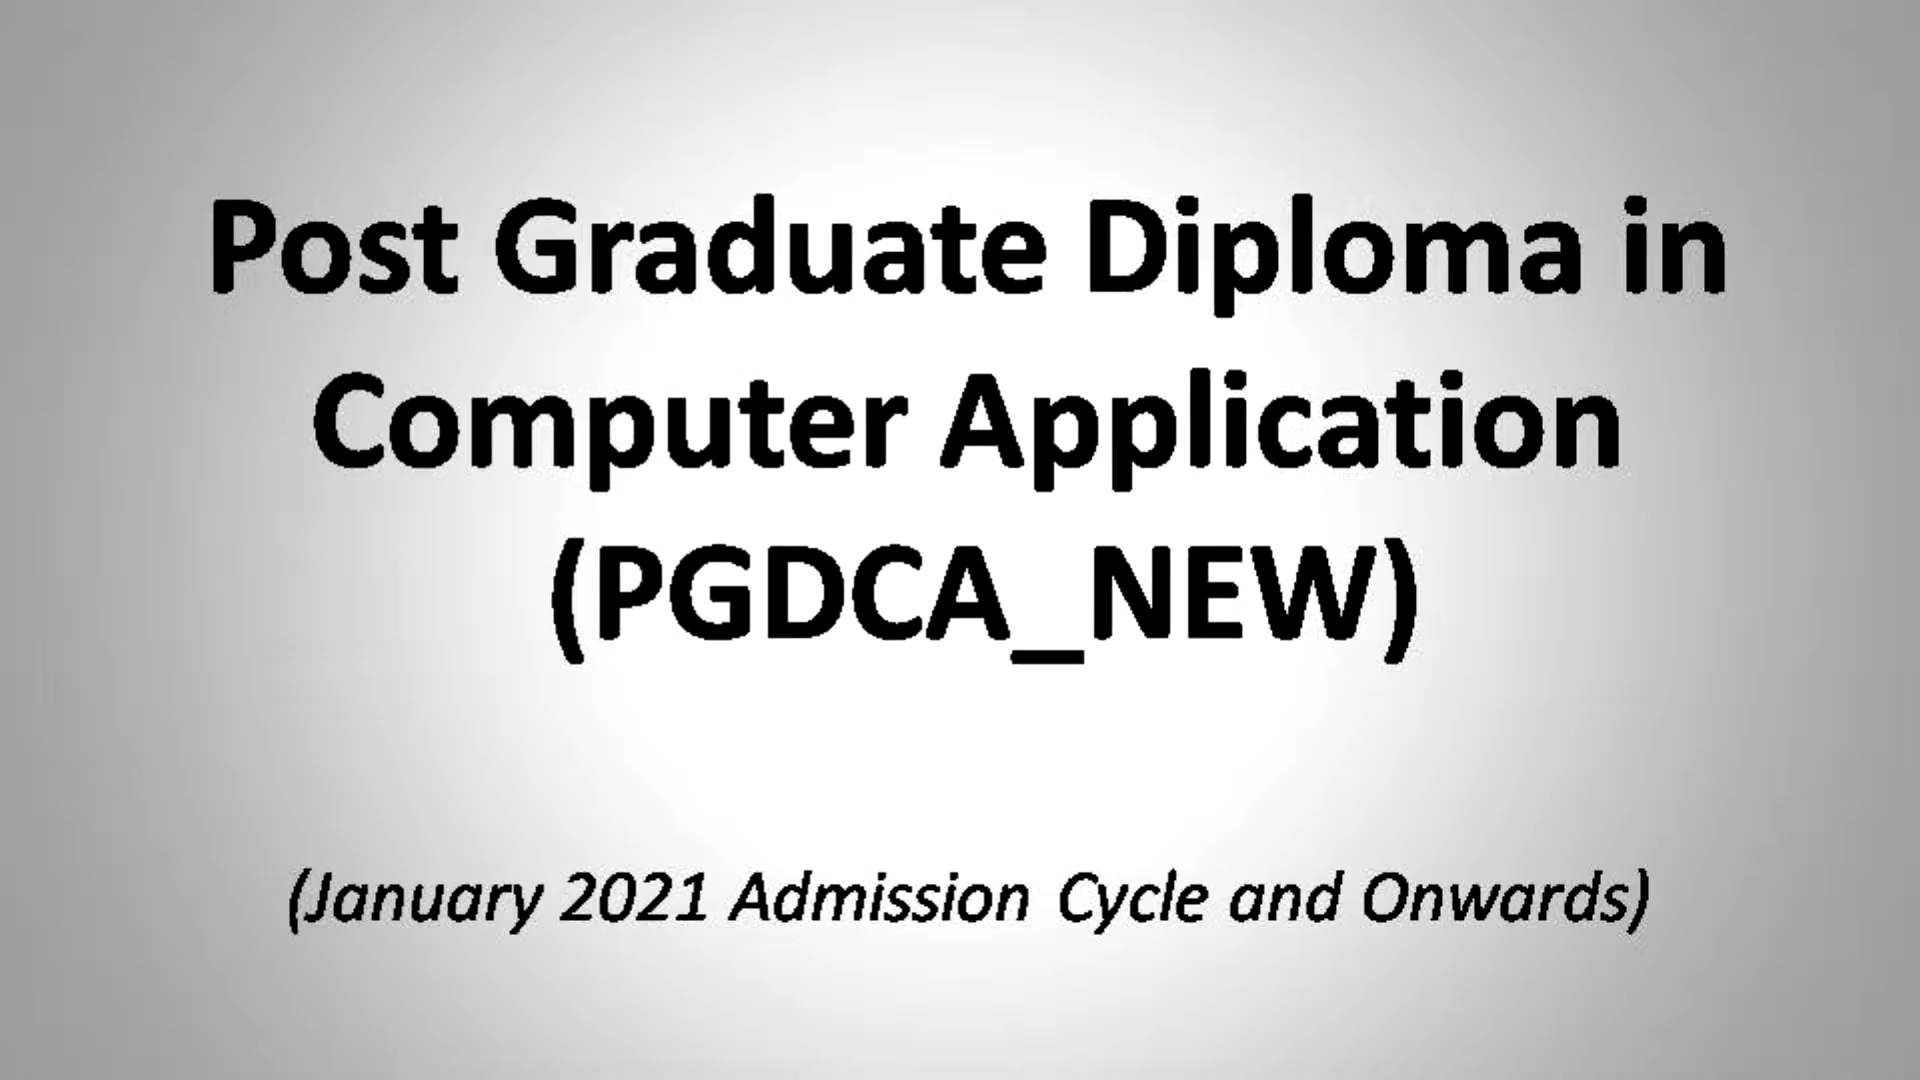 Post Graduate Diploma in
Computer Application
(PGDCA_NEW)
(January 2021 Admission Cycle and Onwards)